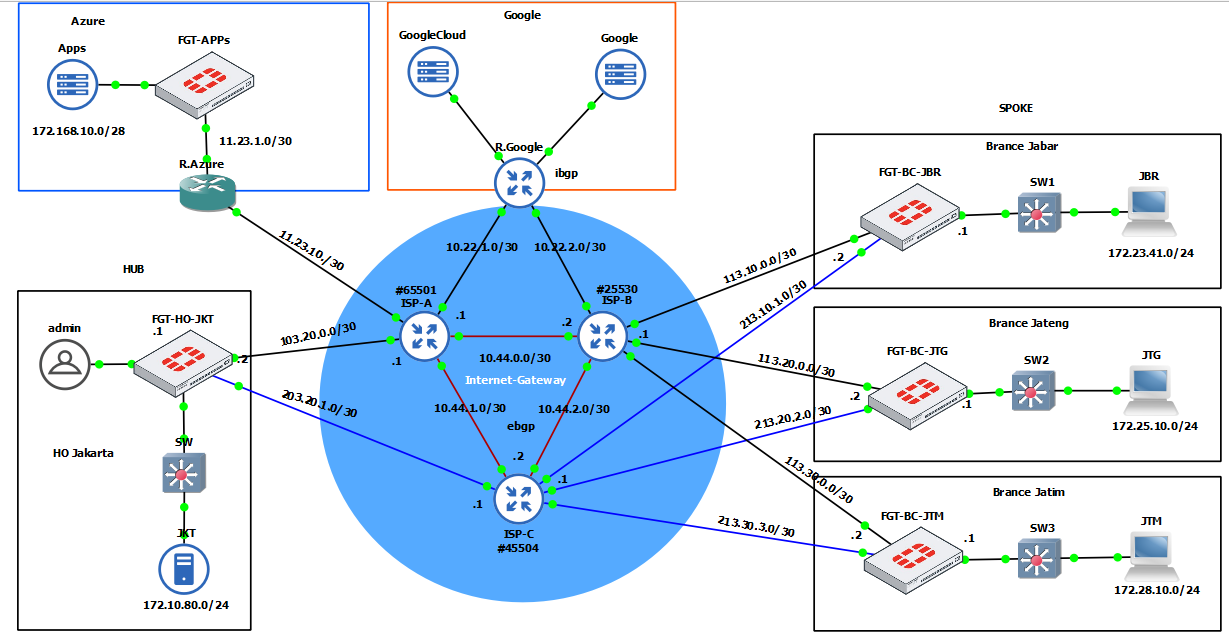 Azure
Apps
FGT-APPs
172.168.10.0/28
11.23.1.0/30
R.Azure
11.23.10./30
Google
GoogleCloud
Google
R.Google
ibgp
10.22.1.0/30
10.22.2.0/30
#65501
ISP-A
.1
.1
#25530
ISP-B
.2
.1
10.44.0.0/30
Internet-Gateway
10.44.1.0/30
10.44.2.0/30
ebgp
.2
.1
.1
ISP-C
#45504
HUB
admin
FGT-HO-JKT
.1
.2
103.20.0.0/30
203.20.1.0/30
HO Jakarta
SW
JKT
172.10.80.0/24
SPOKE
Brance Jabar
FGT-BC-JBR
SW1
JBR
.1
.2
172.23.41.0/24
113.10.0.0/30
213.10.1.0/30
Brance Jateng
FGT-BC-JTG
SW2
JTG
.2
.1
172.25.10.0/24
113.20.0.0/30
213.20.2.0/30
Brance Jatim
FGT-BC-JTM
SW3
JTM
.2
.1
172.28.10.0/24
113.30.0.0/30
213.30.3.0/30